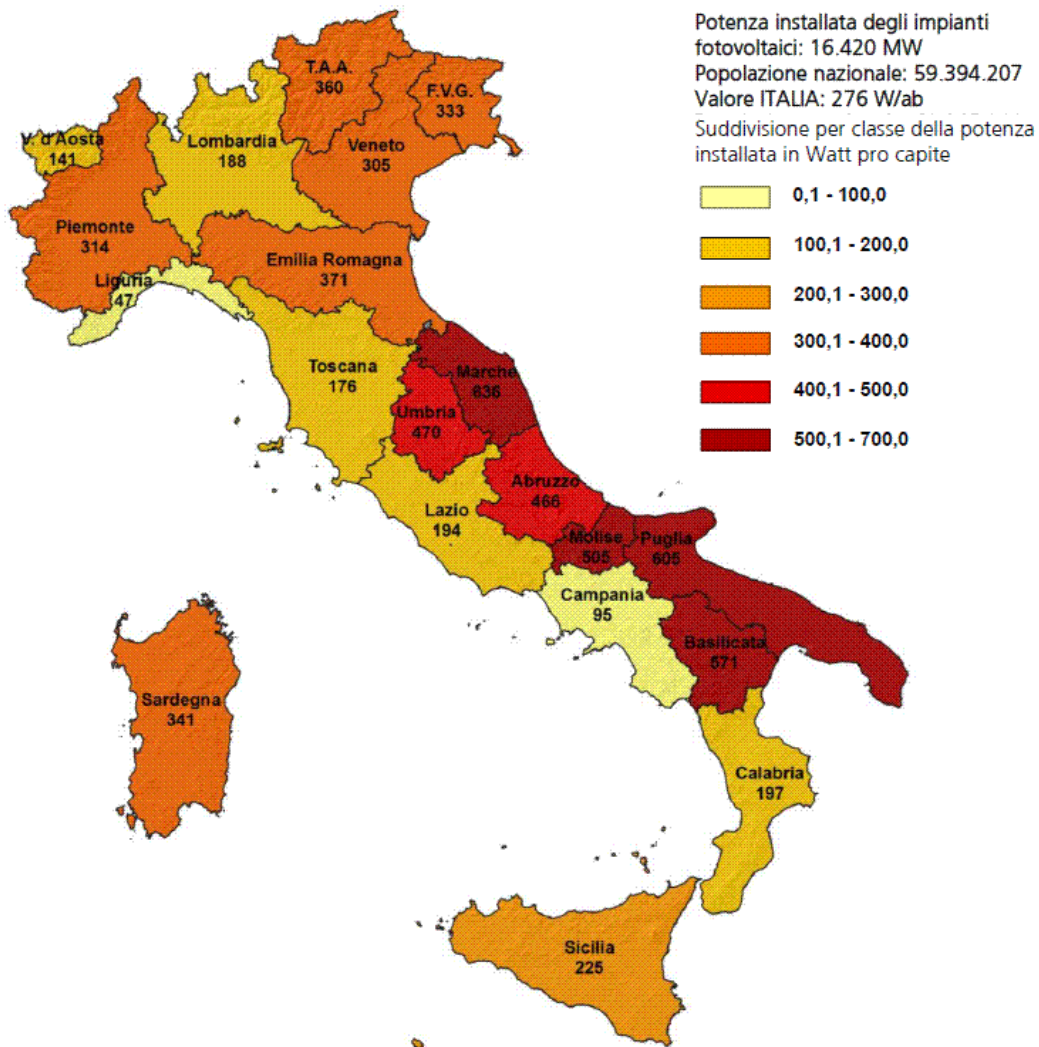 Potenza installata degli impianti
fotovoltaici: 16.420 MW
Popolazione nazionale: 59.394.207
Valore ITALIA: 276 W/ab
Suddivisione per classe della potenza
installata in Watt pro capite
0,1 - 100,0
100,1 - 200,0
200,1 - 300,0
300,1 - 400,0
400,1 - 500,0
500,1 - 700,0
T.A.A.
360
F.V.G.
333
V. d'Aosta
141
Lombardia
188
Veneto
305
Piemonte
314
Emilia Romagna
371
Liguria
47
Toscana
176
Marche
636
Umbria
470
Abruzzo
466
Lazio
194
Molise
505
Puglia
605
Campania
95
Basilicata
571
Sardegna
341
Calabria
197
Sicilia
225